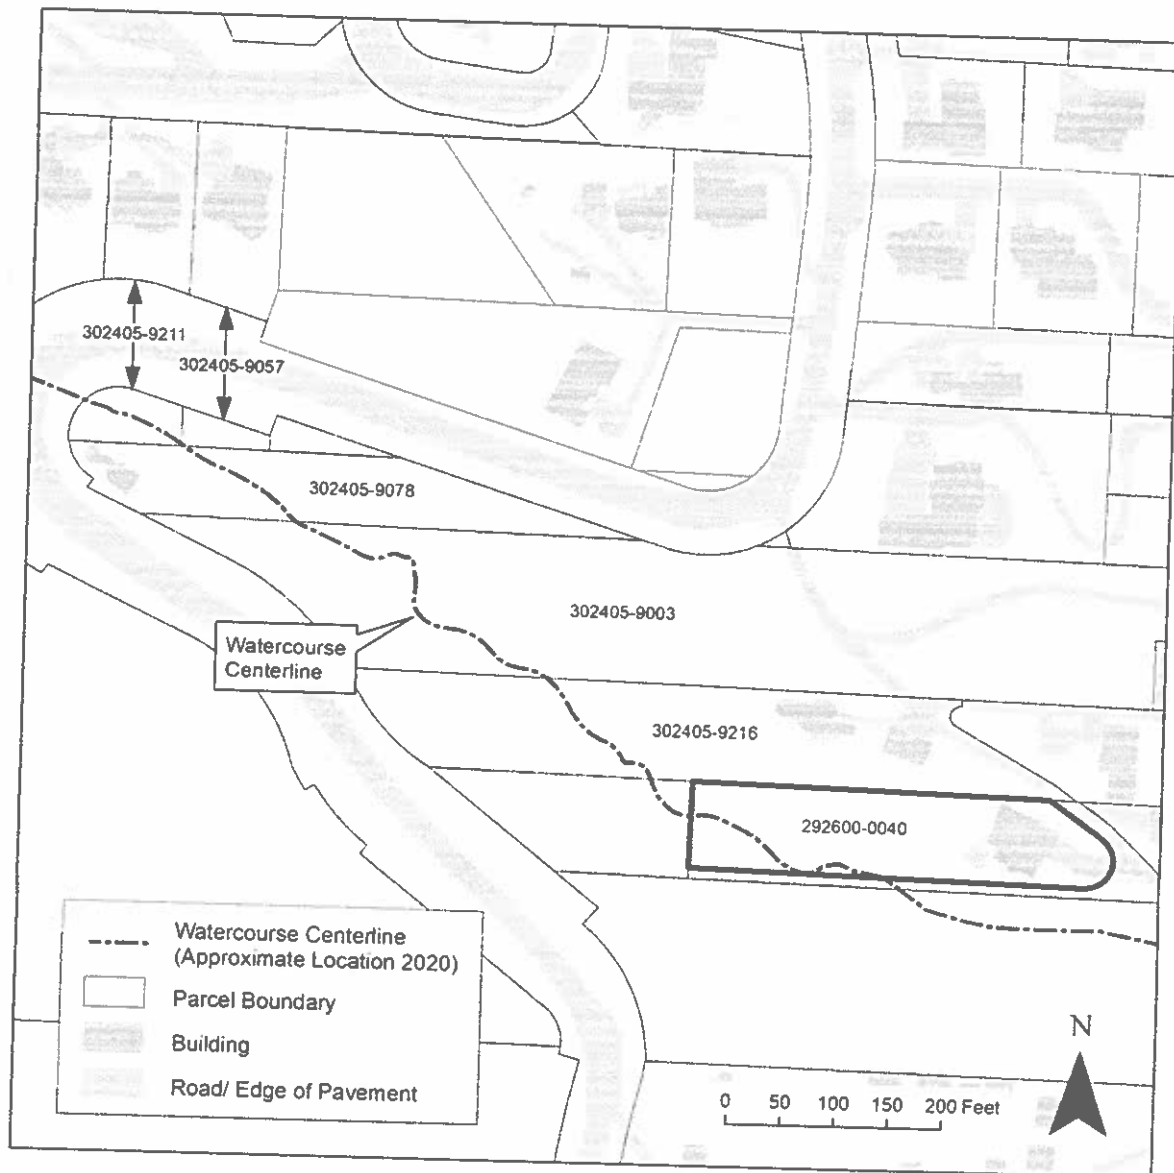 302405-9211
302405-9057
302405-9078
302405-9003
Watercourse
Centerline
302405-9216
292600-0040
Watercourse Centerline
(Approximate Location 2020)
Parcel Boundary
Building
Road/ Edge of Pavement
N
0 50 100 150 200 Feet